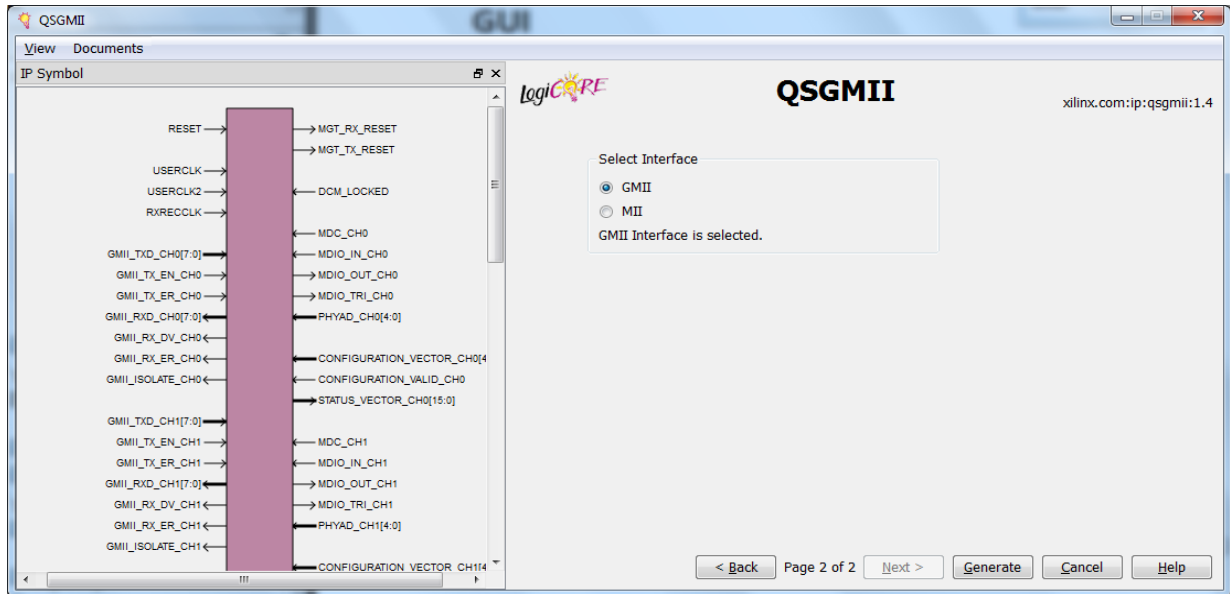 QSGMII
GUI
View Documents
IP Symbol
RESET
USERCLK
USERCLK2
RXRECCLK
GMII_TXD_CH0[7:0]
GMII_TX_EN_CH0
GMII_TX_ER_CH0
GMII_RXD_CH0[7:0]
GMII_RX_DV_CH0
GMII_RX_ER_CH0
GMII_ISOLATE_CH0
GMII_TXD_CH1[7:0]
GMII_TX_EN_CH1
GMII_TX_ER_CH1
GMII_RXD_CH1[7:0]
GMII_RX_DV_CH1
GMII_RX_ER_CH1
GMII_ISOLATE_CH1
MGT_RX_RESET
MGT_TX_RESET
DCM_LOCKED
MDC_CH0
MDIO_IN_CH0
MDIO_OUT_CH0
MDIO_TRI_CH0
PHYAD_CH0[4:0]
CONFIGURATION_VECTOR_CH0[4
CONFIGURATION_VALID_CH0
STATUS_VECTOR_CH0[15:0]
MDC_CH1
MDIO_IN_CH1
MDIO_OUT_CH1
MDIO_TRI_CH1
PHYAD_CH1[4:0]
CONFIGURATION_VECTOR_CH1[4
LogiCORE
QSGMII
xilinx.com:ip:qsgmii:1.4
Select Interface
GMII
MII
GMII Interface is selected.
< Back Page 2 of 2 Next > Generate Cancel Help